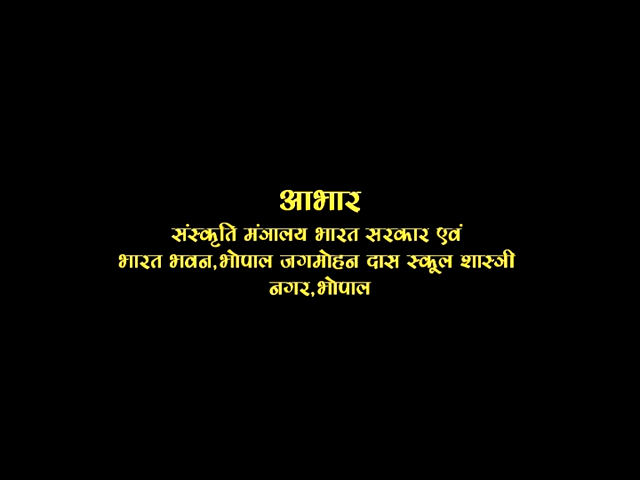 आभार
संस्कृति मंत्रालय भारत सरकार एवं
भारत भवन,भोपाल जगमोहन दास स्कूल शास्त्री
नगर,भोपाल